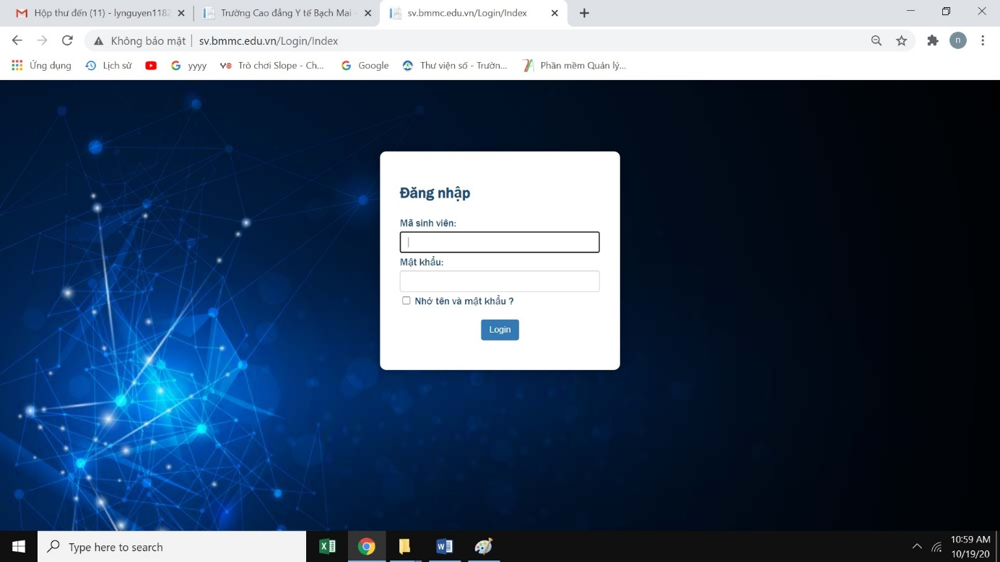 Hộp thư đến (11) - lynguyen1182
Trường Cao đẳng Y tế Bạch Mai -
sv.bmmc.edu.vn/Login/Index
Không bảo mật
sv.bmmc.edu.vn/Login/Index
n
Ứng dụng
Lịch sử
yyyy
Trò chơi Slope - Ch...
Google
Thư viện số - Trườn...
Phần mềm Quản lý...
Đăng nhập
Mã sinh viên:
Mật khẩu:
Nhớ tên và mật khẩu ?
Login
Type here to search
10:59 AM
10/19/20